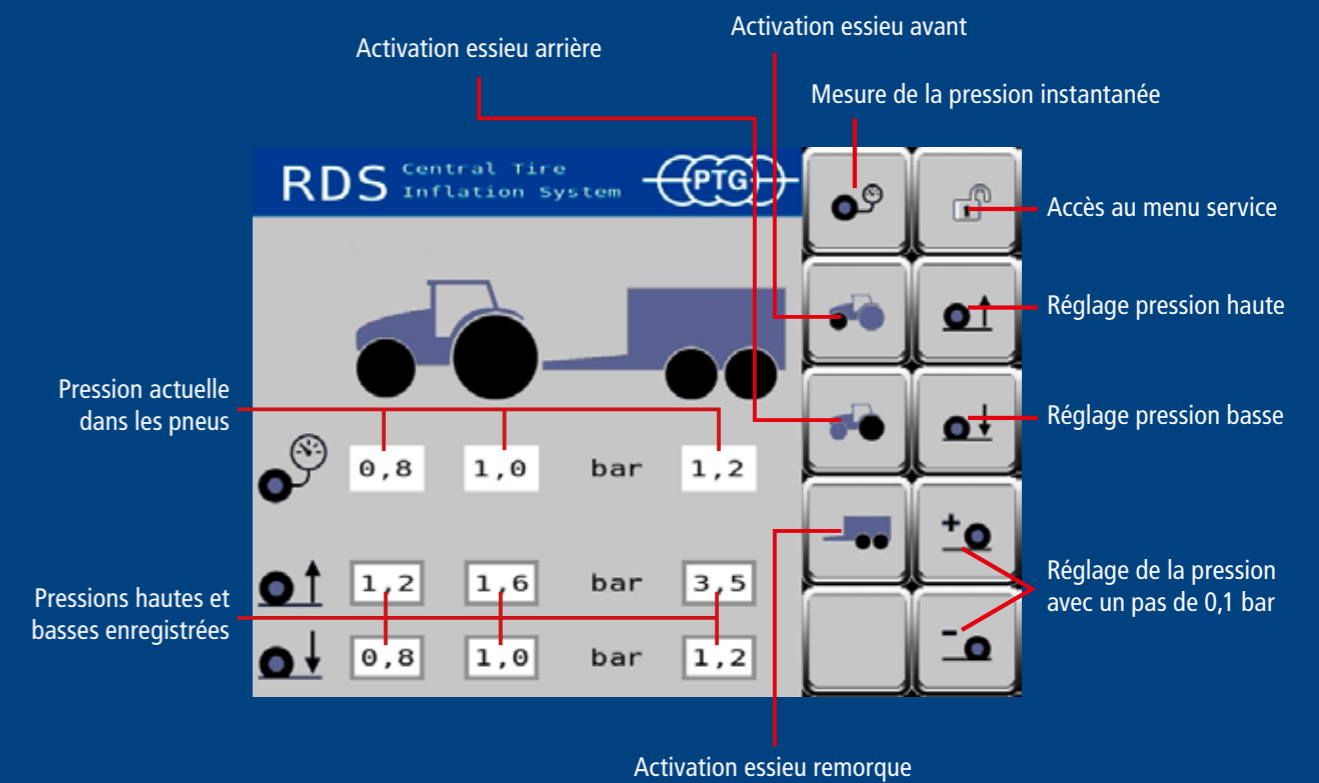 Activation essieu avant
Activation essieu arrière
Mesure de la pression instantanée
RDS Central Tire
Inflation System
PTG
Accès au menu service
Réglage pression haute
Réglage pression basse
Pression actuelle
dans les pneus
0,8 1,0 bar 1,2
+
Réglage de la pression
avec un pas de 0,1 bar
-
Pressions hautes et
basses enregistrées
1,2 1,6 bar 3,5
0,8 1,0 bar 1,2
Activation essieu remorque